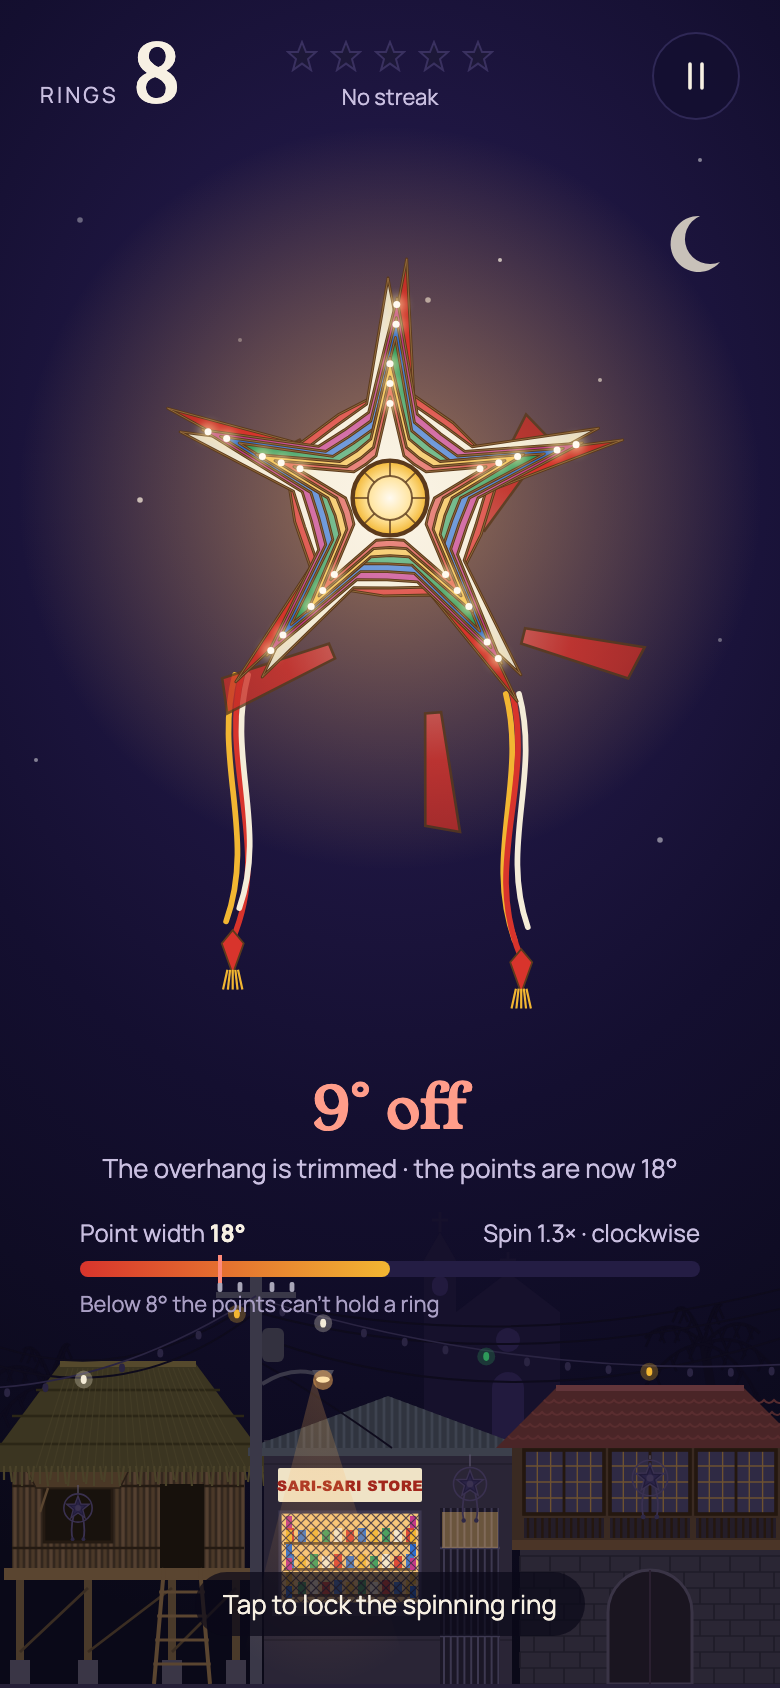 RINGS 8
No streak
9° off
The overhang is trimmed · the points are now 18°
Point width 18°
Spin 1.3× · clockwise
Below 8° the points can't hold a ring
SARI-SARI STORE
Tap to lock the spinning ring